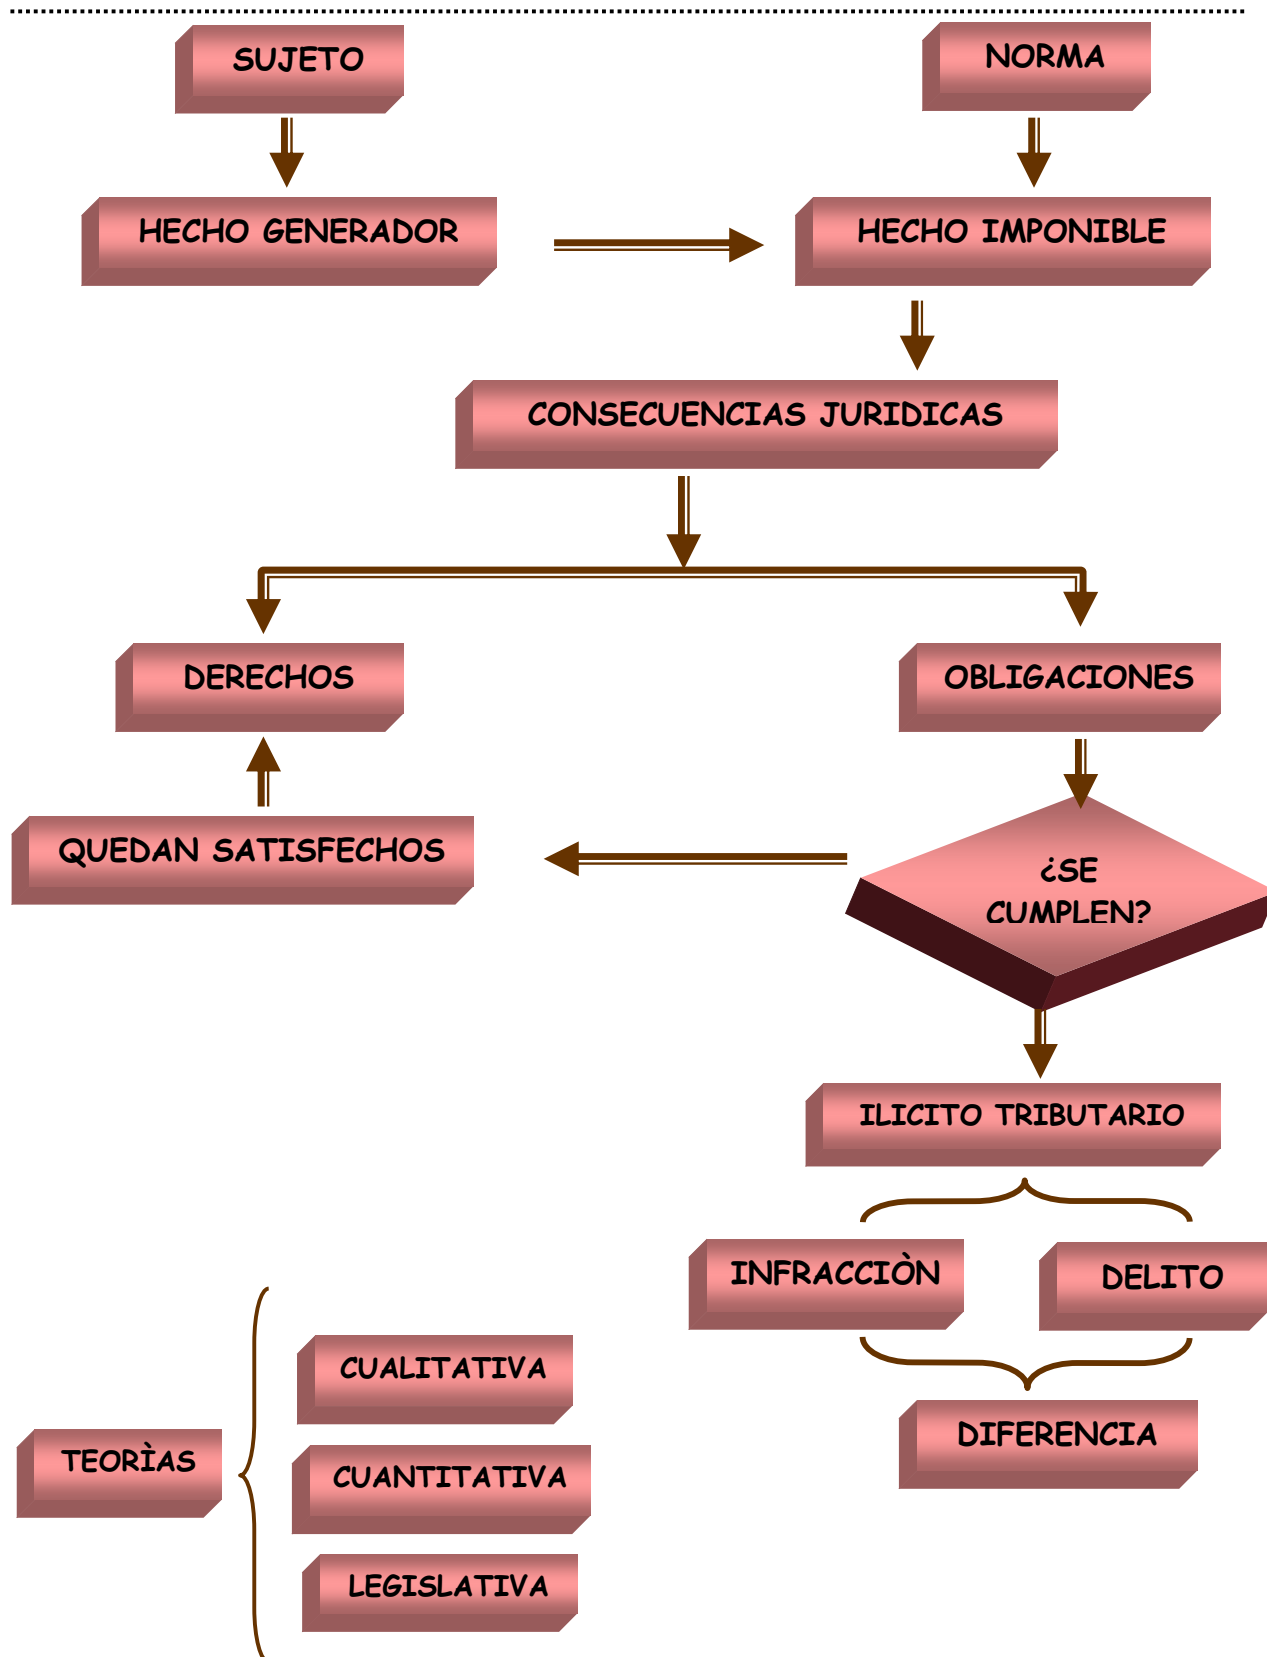 SUJETO
NORMA
HECHO GENERADOR
HECHO IMPONIBLE
CONSECUENCIAS JURIDICAS
DERECHOS
OBLIGACIONES
QUEDAN SATISFECHOS
¿SE
CUMPLEN?
ILICITO TRIBUTARIO
INFRACCIÒN
DELITO
DIFERENCIA
TEORÌAS
CUALITATIVA
CUANTITATIVA
LEGISLATIVA